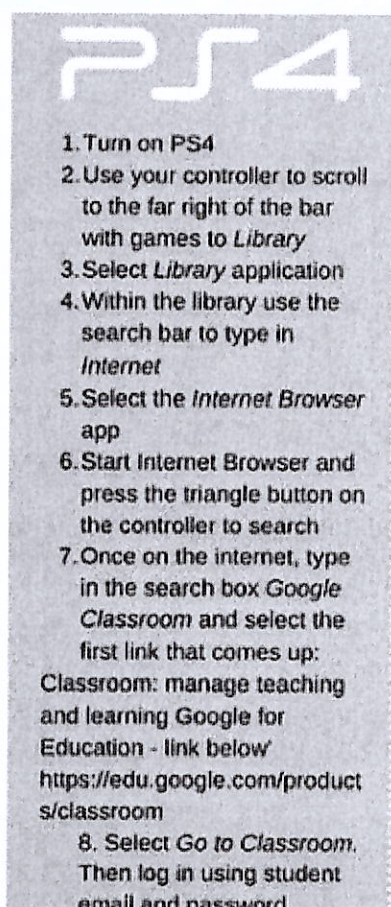 PS4
1. Turn on PS4
2. Use your controller to scroll
to the far right of the bar
with games to Library
3. Select Library application
4. Within the library use the
search bar to type in
Internet
5. Select the Internet Browser
app
6. Start Internet Browser and
press the triangle button on
the controller to search
7. Once on the internet, type
in the search box Google
Classroom and select the
first link that comes up:
Classroom: manage teaching
and learning Google for
Education - link below'
https://edu.google.com/product
s/classroom
8. Select Go to Classroom.
Then log in using student
email and password